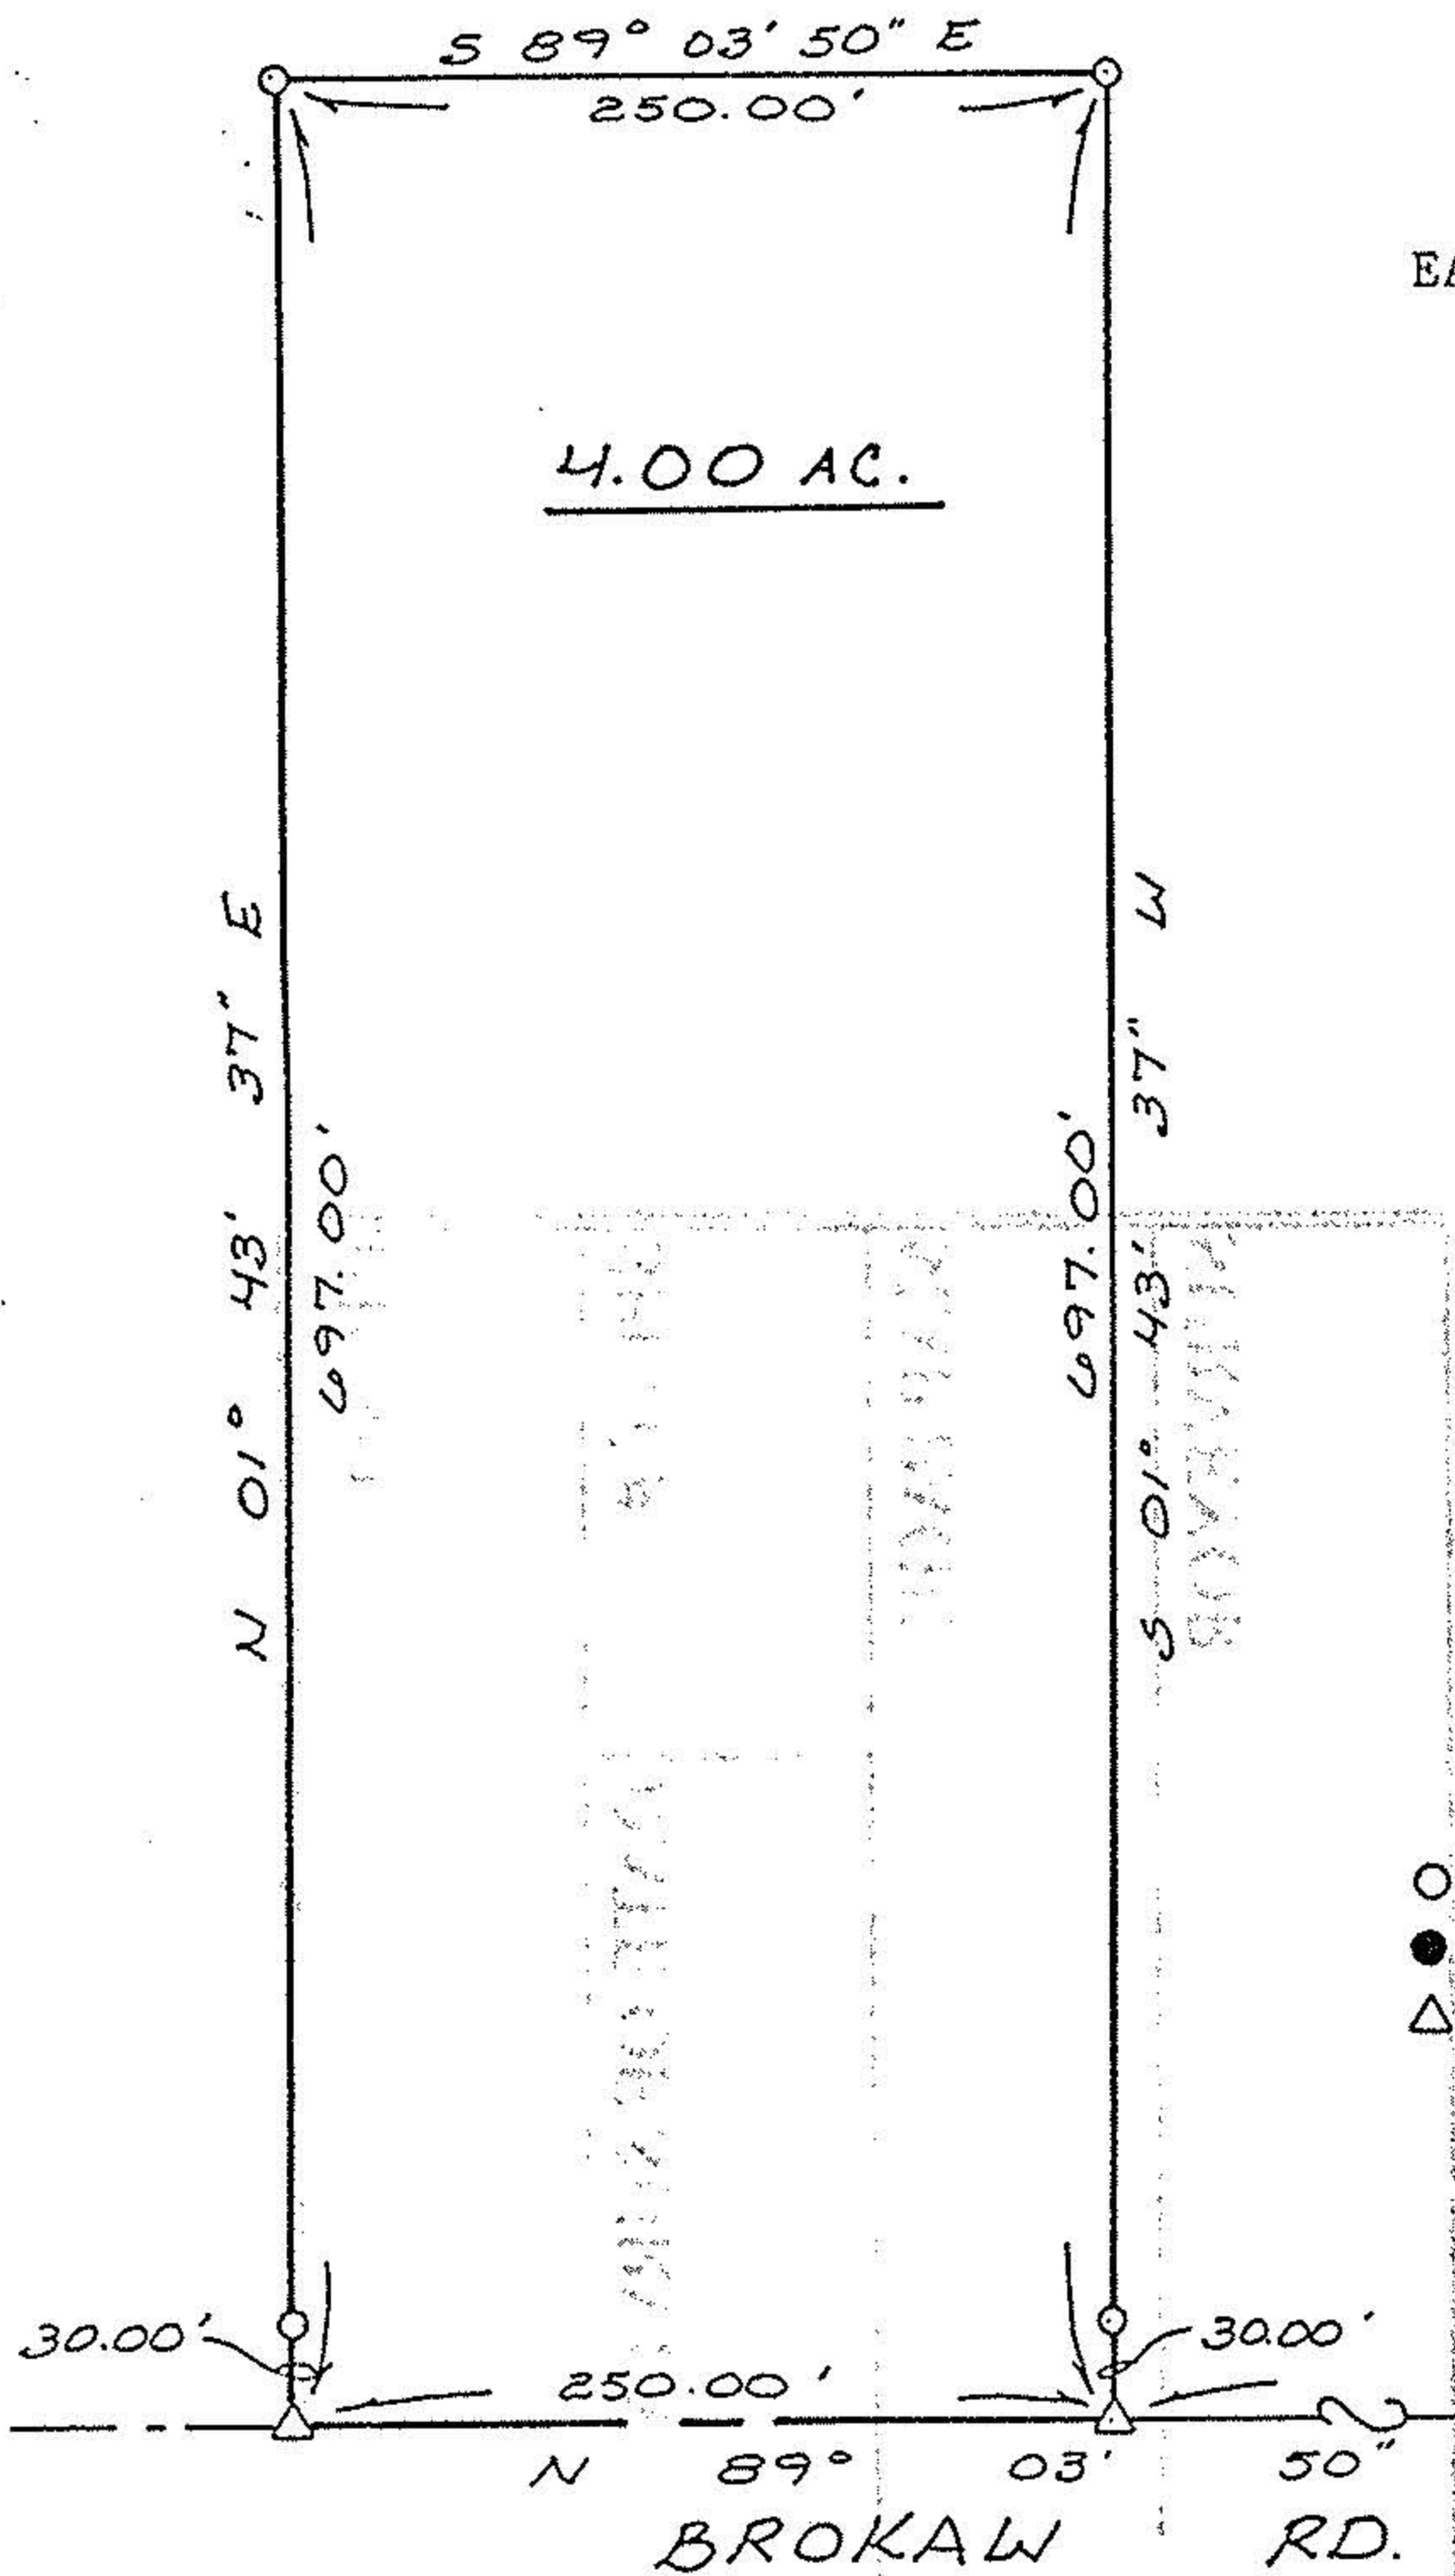 S 89° 03' 50" E
250.00'
EA
4.00 AC.
N 01° 43' 37" E
697.00'
697.00'
S 01° 43' 37" W
30.00'
250.00'
30.00'
N 89° 03' 50"
BROKAW RD.